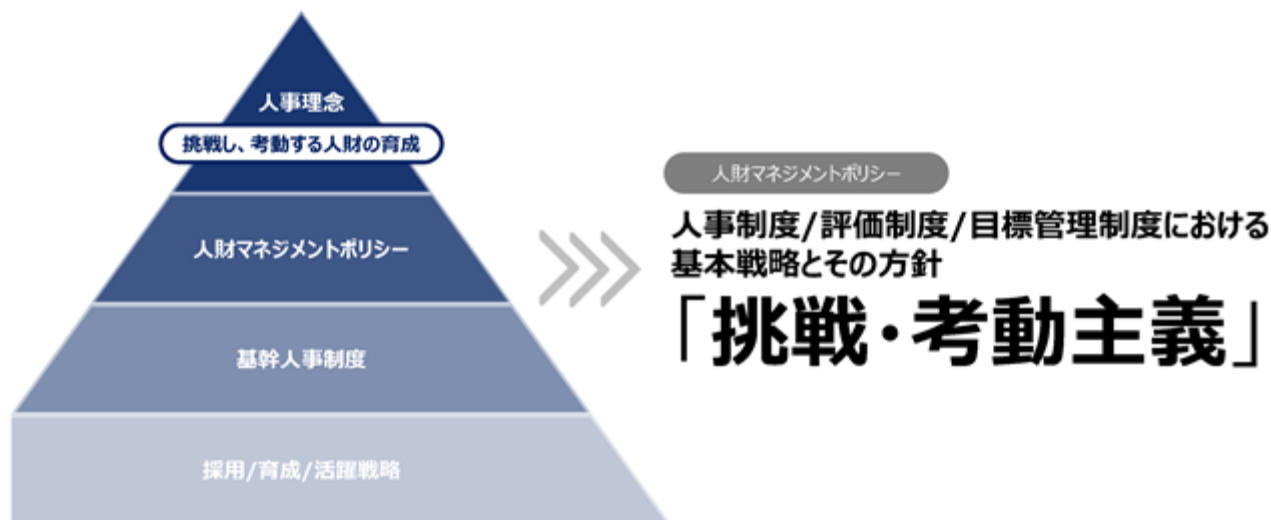 人事理念
挑戦し、考動する人財の育成
人財マネジメントポリシー
基幹人事制度
採用/育成/活躍戦略
人財マネジメントポリシー
人事制度/評価制度/目標管理制度における
基本戦略とその方針
「挑戦・考動主義」